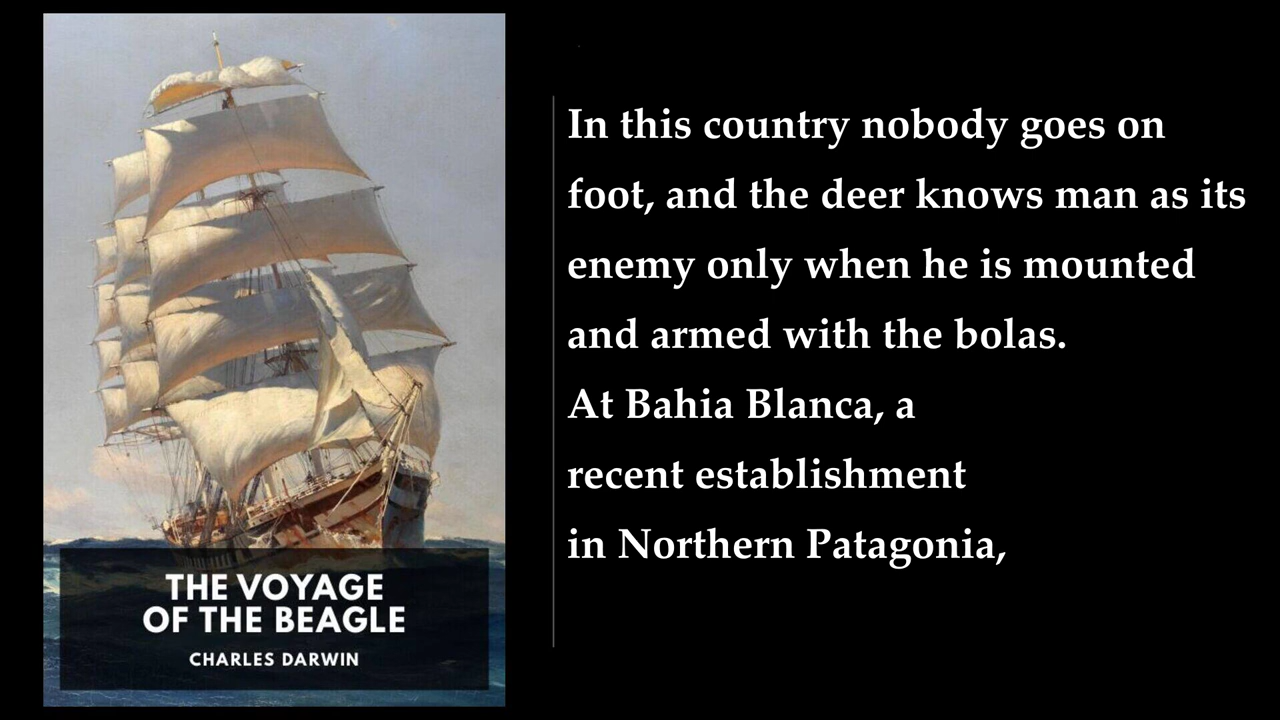 THE VOYAGE
OF THE BEAGLE
CHARLES DARWIN
In this country nobody goes on
foot, and the deer knows man as its
enemy only when he is mounted
and armed with the bolas.
At Bahia Blanca, a
recent establishment
in Northern Patagonia,